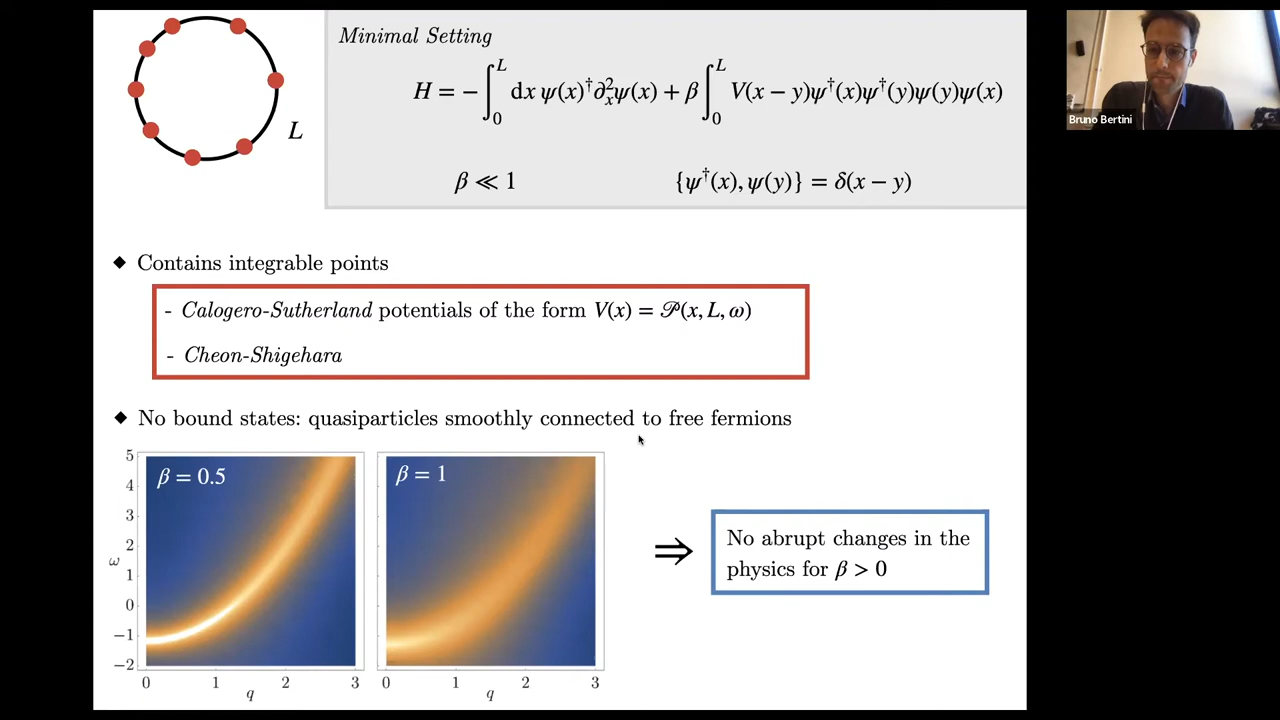 Minimal Setting
H = − ∫₀ᴸ dx ψ(x)†∂ₓ²ψ(x) + β ∫₀ᴸ V(x − y)ψ†(x)ψ†(y)ψ(y)ψ(x)
L
β ≪ 1 {ψ†(x), ψ(y)} = δ(x − y)
Bruno Bertini
◆ Contains integrable points
- Calogero-Sutherland potentials of the form V(x) = 𝒫(x, L, ω)
- Cheon-Shigehara
◆ No bound states: quasiparticles smoothly connected to free fermions
β = 0.5
β = 1
5
4
3
2
1
0
−1
−2
ω
0 1 2 3
q
0 1 2 3
q
⇒
No abrupt changes in the
physics for β > 0